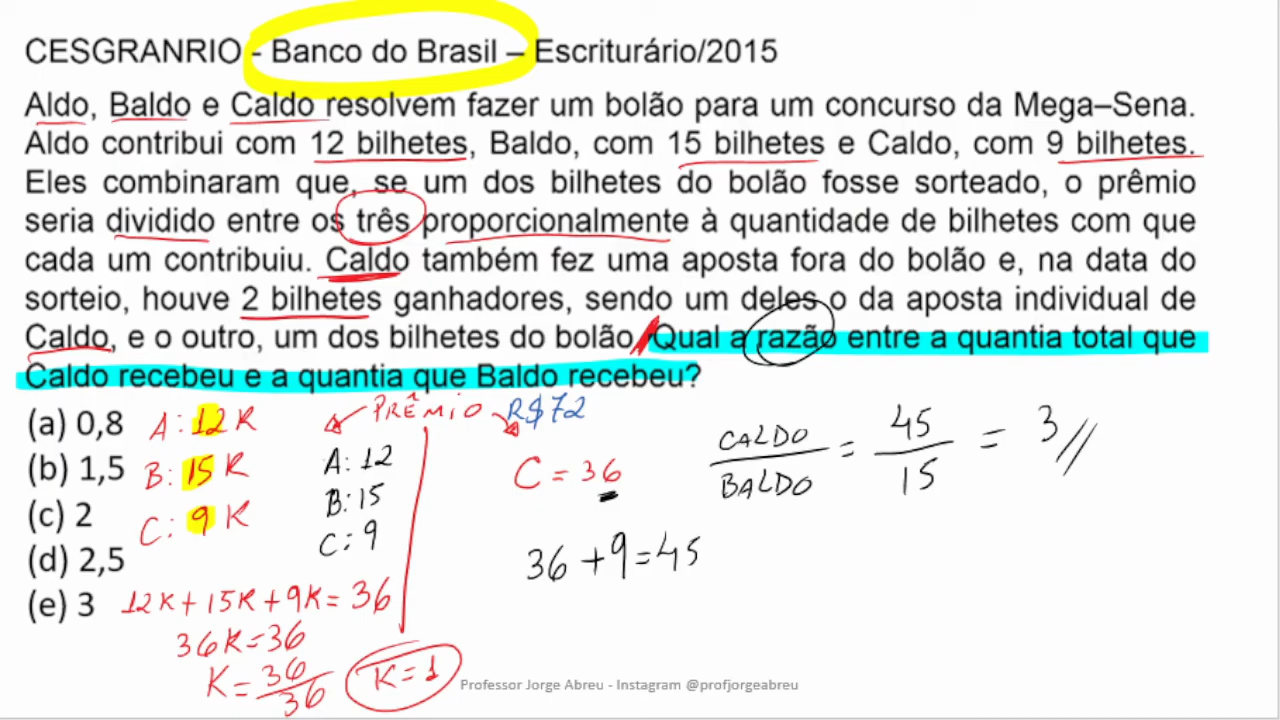 CESGRANRIO - Banco do Brasil – Escriturário/2015
Aldo, Baldo e Caldo resolvem fazer um bolão para um concurso da Mega–Sena.
Aldo contribui com 12 bilhetes, Baldo, com 15 bilhetes e Caldo, com 9 bilhetes.
Eles combinaram que, se um dos bilhetes do bolão fosse sorteado, o prêmio
seria dividido entre os três proporcionalmente à quantidade de bilhetes com que
cada um contribuiu. Caldo também fez uma aposta fora do bolão e, na data do
sorteio, houve 2 bilhetes ganhadores, sendo um deles o da aposta individual de
Caldo, e o outro, um dos bilhetes do bolão. Qual a razão entre a quantia total que
Caldo recebeu e a quantia que Baldo recebeu?
(a) 0,8
(b) 1,5
(c) 2
(d) 2,5
(e) 3
A: 12K
B: 15K
C: 9K
12K + 15K + 9K = 36
36K = 36
K = 36/36
K = 1
PRÊMIO R$72
A: 12
B: 15
C: 9
C = 36
36 + 9 = 45
CALDO/BALDO = 45/15 = 3//
Professor Jorge Abreu - Instagram @profjorgeabreu